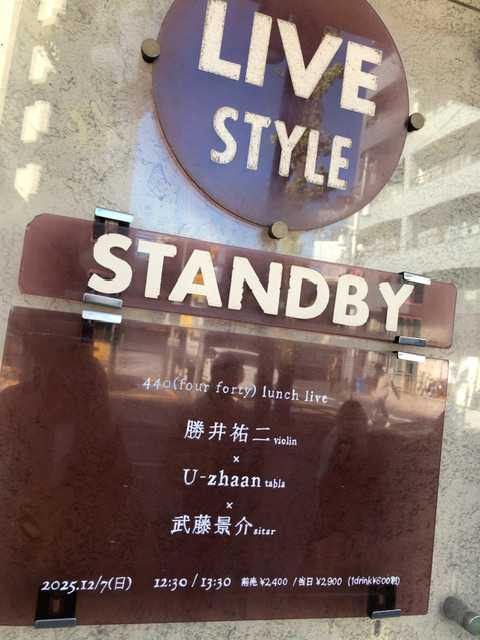 LIVE
STYLE
STANDBY
440(four forty) lunch live
勝井祐二 violin
×
U-zhaan tabla
×
武藤景介 sitar
2025.12/7(日) 12:30 / 13:30 前売 ¥2,400 / 当日 ¥2,900 (1drink¥600別)